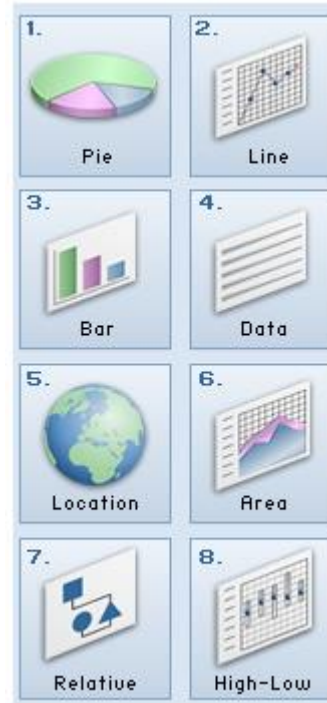 1.
2.
Pie
Line
3.
4.
Bar
Data
5.
6.
Location
Area
7.
8.
Relative
High-Low